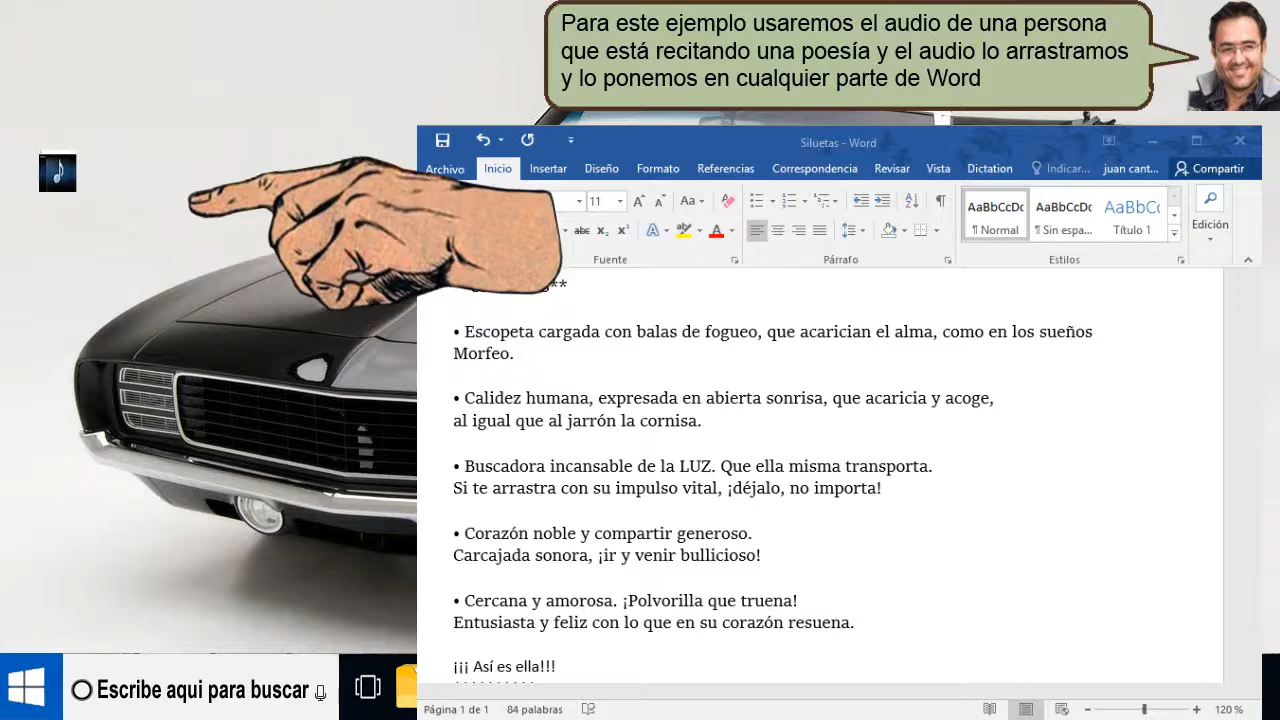 Para este ejemplo usaremos el audio de una persona
que está recitando una poesía y el audio lo arrastramos
y lo ponemos en cualquier parte de Word
Siluetas - Word
Archivo Inicio Insertar Diseño Formato Referencias Correspondencia Revisar Vista Dictation Indicar... juan cant... Compartir
11 Aa
AaBbCcDc AaBbCcDc AaBbCc
abc x₂ x² A aby A
¶ Normal ¶ Sin espa... Título 1
Edición
Fuente Párrafo Estilos
• Escopeta cargada con balas de fogueo, que acarician el alma, como en los sueños
Morfeo.
• Calidez humana, expresada en abierta sonrisa, que acaricia y acoge,
al igual que al jarrón la cornisa.
• Buscadora incansable de la LUZ. Que ella misma transporta.
Si te arrastra con su impulso vital, ¡déjalo, no importa!
• Corazón noble y compartir generoso.
Carcajada sonora, ¡ir y venir bullicioso!
• Cercana y amorosa. ¡Polvorilla que truena!
Entusiasta y feliz con lo que en su corazón resuena.
¡¡¡ Así es ella!!!
Escribe aqui para buscar
Página 1 de 1 84 palabras 120 %